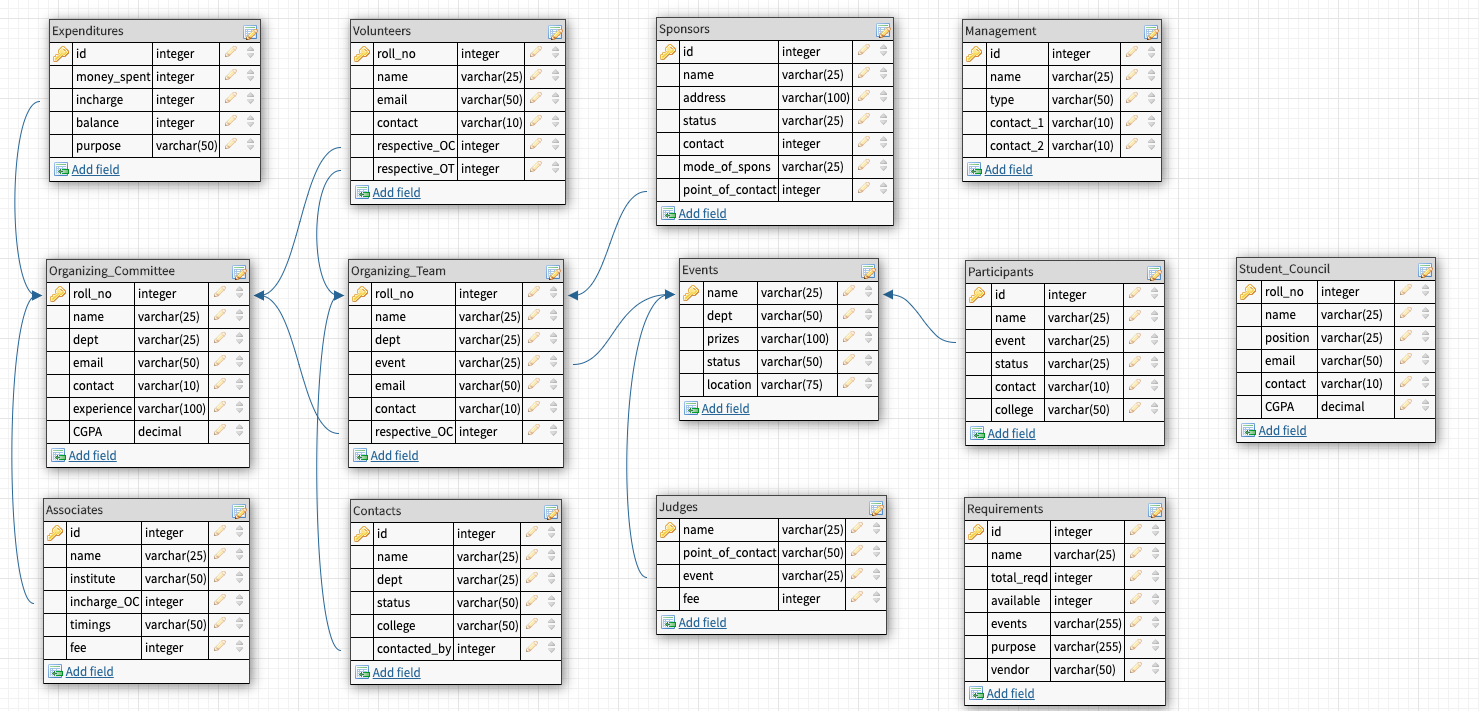 Expenditures
id integer
money_spent integer
incharge integer
balance integer
purpose varchar(50)
Add field
Volunteers
roll_no integer
name varchar(25)
email varchar(50)
contact varchar(10)
respective_OC integer
respective_OT integer
Add field
Sponsors
id integer
name varchar(25)
address varchar(100)
status varchar(25)
contact integer
mode_of_spons varchar(25)
point_of_contact integer
Add field
Management
id integer
name varchar(25)
type varchar(50)
contact_1 varchar(10)
contact_2 varchar(10)
Add field
Organizing_Committee
roll_no integer
name varchar(25)
dept varchar(25)
email varchar(50)
contact varchar(10)
experience varchar(100)
CGPA decimal
Add field
Organizing_Team
roll_no integer
name varchar(25)
dept varchar(25)
event varchar(25)
email varchar(50)
contact varchar(10)
respective_OC integer
Add field
Events
name varchar(25)
dept varchar(50)
prizes varchar(100)
status varchar(50)
location varchar(75)
Add field
Participants
id integer
name varchar(25)
event varchar(25)
status varchar(25)
contact varchar(10)
college varchar(50)
Add field
Student_Council
roll_no integer
name varchar(25)
position varchar(25)
email varchar(50)
contact varchar(10)
CGPA decimal
Add field
Associates
id integer
name varchar(25)
institute varchar(50)
incharge_OC integer
timings varchar(50)
fee integer
Add field
Contacts
id integer
name varchar(25)
dept varchar(25)
status varchar(50)
college varchar(50)
contacted_by integer
Add field
Judges
name varchar(25)
point_of_contact varchar(50)
event varchar(25)
fee integer
Add field
Requirements
id integer
name varchar(25)
total_reqd integer
available integer
events varchar(255)
purpose varchar(255)
vendor varchar(50)
Add field